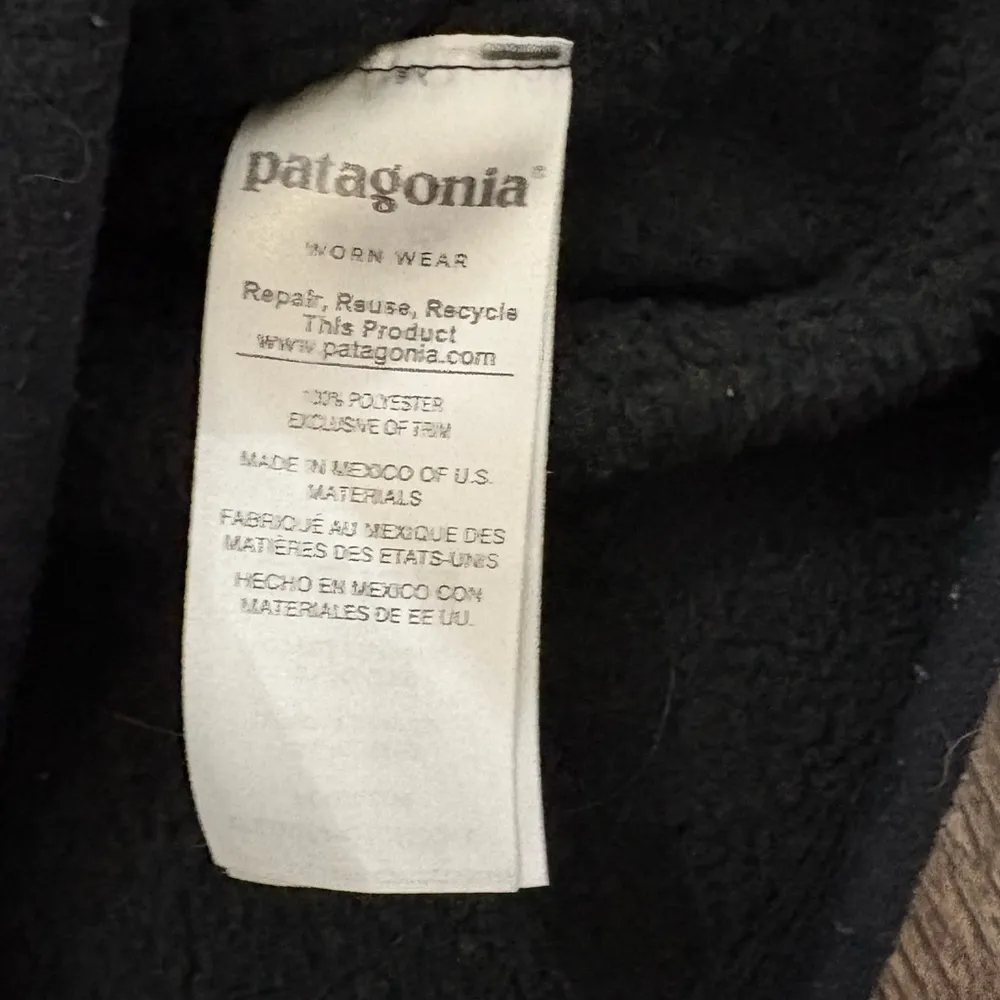 patagonia®
WORN WEAR
Repair, Reuse, Recycle
This Product
www.patagonia.com
100% POLYESTER
EXCLUSIVE OF TRIM
MADE IN MEXICO OF U.S.
MATERIALS
FABRIQUÉ AU MEXIQUE DES
MATIÈRES DES ETATS-UNIS
HECHO EN MEXICO CON
MATERIALES DE EE UU.